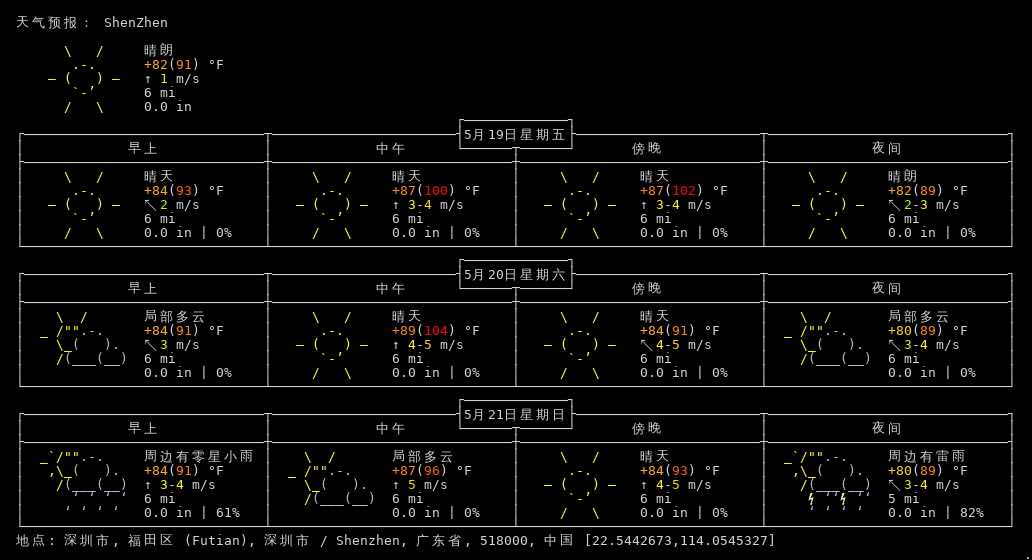 天气预报： ShenZhen
晴朗
+82(91) °F
↑ 1 m/s
6 mi
0.0 in
5月19日星期五
早上 中午 傍晚 夜间
晴天 晴天 晴天 晴朗
+84(93) °F +87(100) °F +87(102) °F +82(89) °F
↖ 2 m/s ↑ 3-4 m/s ↑ 3-4 m/s ↖ 2-3 m/s
6 mi 6 mi 6 mi 6 mi
0.0 in | 0% 0.0 in | 0% 0.0 in | 0% 0.0 in | 0%
5月20日星期六
早上 中午 傍晚 夜间
局部多云 晴天 晴天 局部多云
+84(91) °F +89(104) °F +84(91) °F +80(89) °F
↖ 3 m/s ↑ 4-5 m/s ↖ 4-5 m/s ↖ 3-4 m/s
6 mi 6 mi 6 mi 6 mi
0.0 in | 0% 0.0 in | 0% 0.0 in | 0% 0.0 in | 0%
5月21日星期日
早上 中午 傍晚 夜间
周边有零星小雨 局部多云 晴天 周边有雷雨
+84(91) °F +87(96) °F +84(93) °F +80(89) °F
↑ 3-4 m/s ↑ 5 m/s ↑ 4-5 m/s ↖ 3-4 m/s
6 mi 6 mi 6 mi 5 mi
0.0 in | 61% 0.0 in | 0% 0.0 in | 0% 0.0 in | 82%
地点: 深圳市, 福田区 (Futian), 深圳市 / Shenzhen, 广东省, 518000, 中国 [22.5442673,114.0545327]